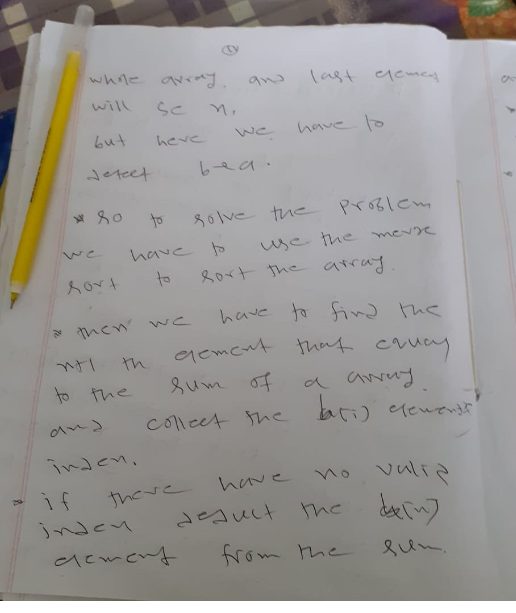 whole array. and last element
will be n.
but here we have to
detect b=a.
* so to solve the problem
we have to use the merge
sort to sort the array.
* then we have to find the
n+1 th element that equal
to the sum of a array.
and collect the b[i] elements
index.
* if there have no valid
index deduct the b[n]
element from the sum.